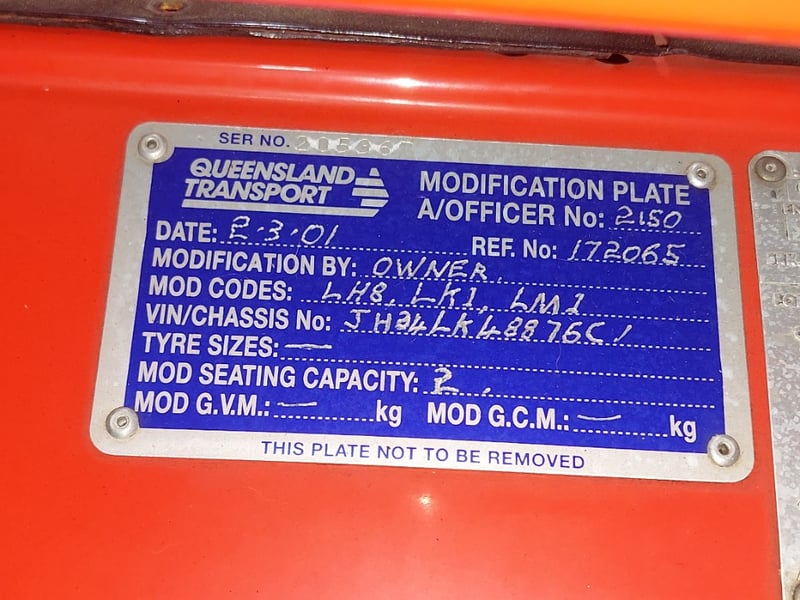 SER NO.
QUEENSLAND TRANSPORT
MODIFICATION PLATE
A/OFFICER No: 2150
DATE: 2·3·01
REF. No: 172065
MODIFICATION BY: OWNER.
MOD CODES: LH8, LK1, LM1
VIN/CHASSIS No:
TYRE SIZES: —
MOD SEATING CAPACITY: 2.
MOD G.V.M.: — kg MOD G.C.M.: — kg
THIS PLATE NOT TO BE REMOVED